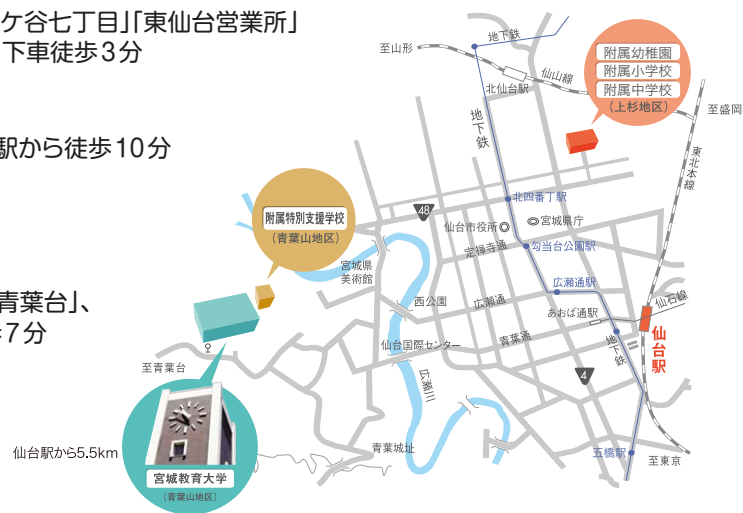 ケ谷七丁目」「東仙台営業所」
下車徒歩3分
駅から徒歩10分
青葉台」、
7分
地下鉄
至山形
仙山線
北仙台駅
附属幼稚園
附属小学校
附属中学校
(上杉地区)
至盛岡
地下鉄
東北本線
附属特別支援学校
(青葉山地区)
48
北四番丁駅
仙台市役所
宮城県庁
定禅寺通
勾当台公園駅
宮城県
美術館
広瀬通駅
西公園
広瀬通
あおば通駅
仙石線
仙台国際センター
青葉通
地下鉄
仙台駅
至青葉台
広瀬川
4
仙台駅から5.5km
青葉城址
五橋駅
至東京
宮城教育大学
(青葉山地区)